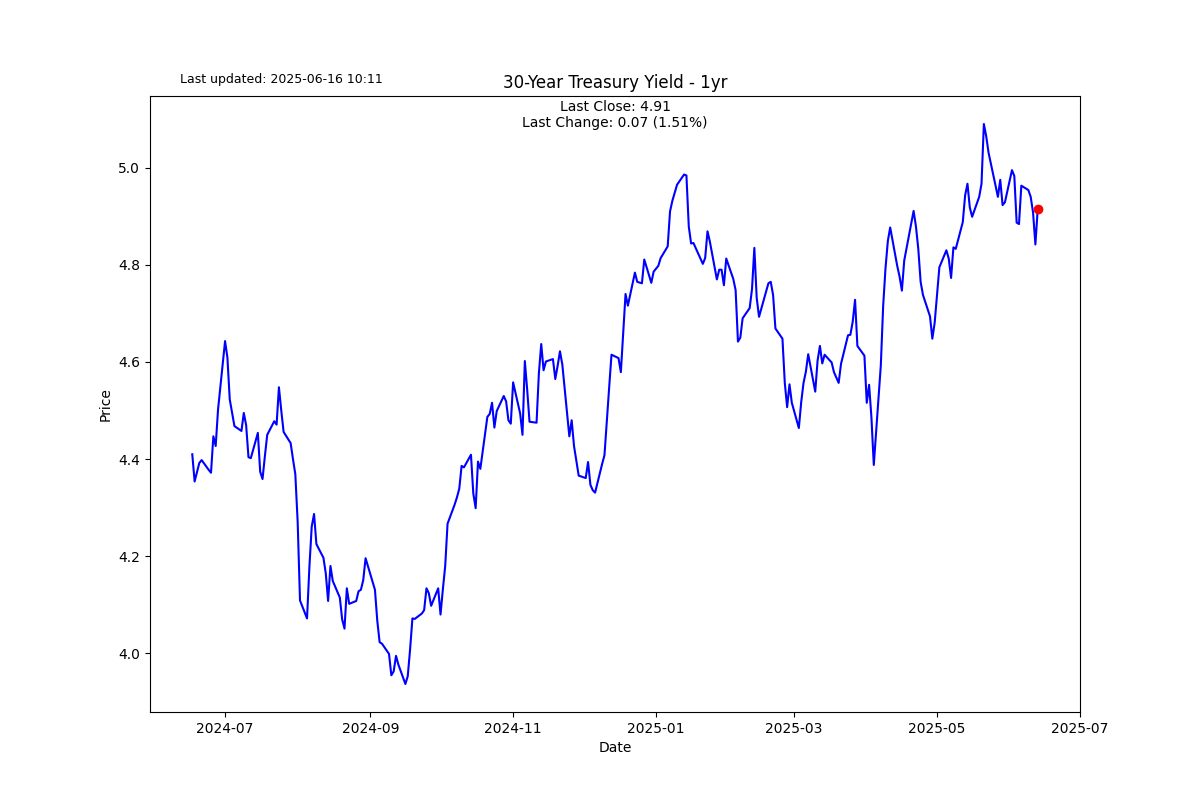 Last updated: 2025-06-16 10:11
30-Year Treasury Yield - 1yr
Last Close: 4.91
Last Change: 0.07 (1.51%)
5.0
4.8
4.6
4.4
4.2
4.0
Price
2024-07
2024-09
2024-11
2025-01
2025-03
2025-05
2025-07
Date